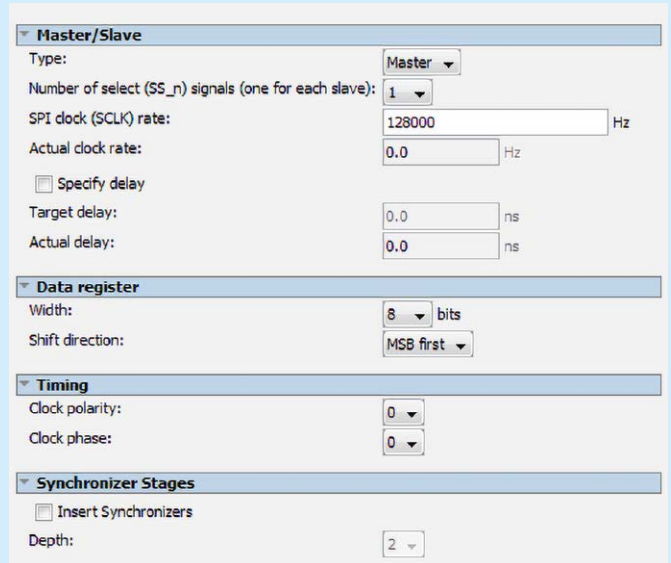 Master/Slave
Type: Master
Number of select (SS_n) signals (one for each slave): 1
SPI clock (SCLK) rate: 128000 Hz
Actual clock rate: 0.0 Hz
Specify delay
Target delay: 0.0 ns
Actual delay: 0.0 ns
Data register
Width: 8 bits
Shift direction: MSB first
Timing
Clock polarity: 0
Clock phase: 0
Synchronizer Stages
Insert Synchronizers
Depth: 2